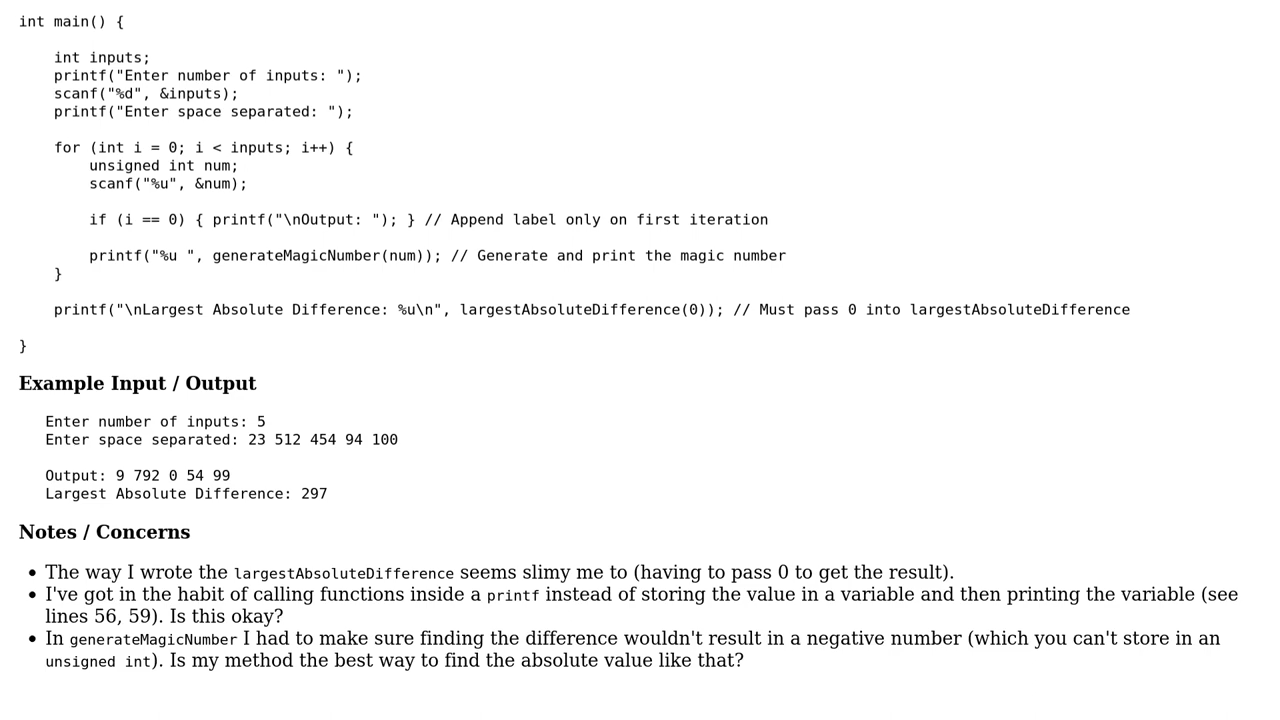 int main() {
int inputs;
printf("Enter number of inputs: ");
scanf("%d", &inputs);
printf("Enter space separated: ");
for (int i = 0; i < inputs; i++) {
unsigned int num;
scanf("%u", &num);
if (i == 0) { printf("\nOutput: "); } // Append label only on first iteration
printf("%u ", generateMagicNumber(num)); // Generate and print the magic number
}
printf("\nLargest Absolute Difference: %u\n", largestAbsoluteDifference(0)); // Must pass 0 into largestAbsoluteDifference
}
Example Input / Output
Enter number of inputs: 5
Enter space separated: 23 512 454 94 100
Output: 9 792 0 54 99
Largest Absolute Difference: 297
Notes / Concerns
• The way I wrote the largestAbsoluteDifference seems slimy me to (having to pass 0 to get the result).
• I've got in the habit of calling functions inside a printf instead of storing the value in a variable and then printing the variable (see
lines 56, 59). Is this okay?
• In generateMagicNumber I had to make sure finding the difference wouldn't result in a negative number (which you can't store in an
unsigned int). Is my method the best way to find the absolute value like that?